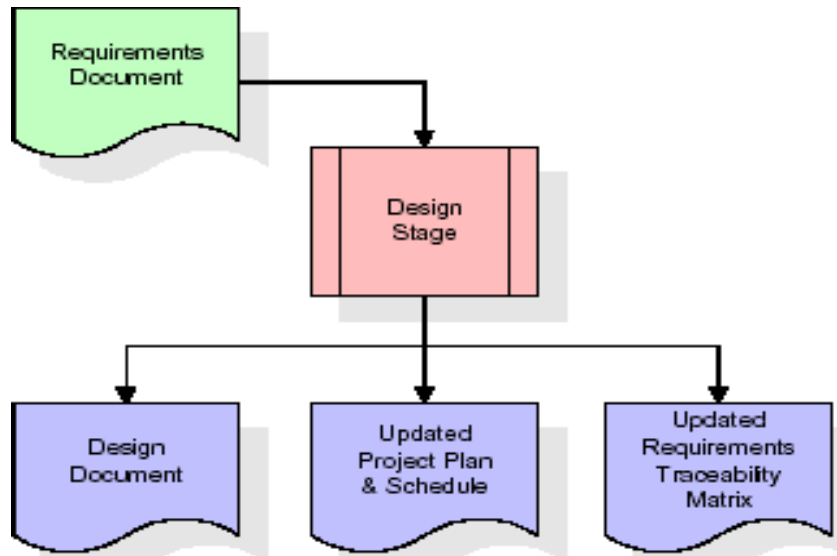 Requirements
Document
Design
Stage
Design
Document
Updated
Project Plan
& Schedule
Updated
Requirements
Traceability
Matrix